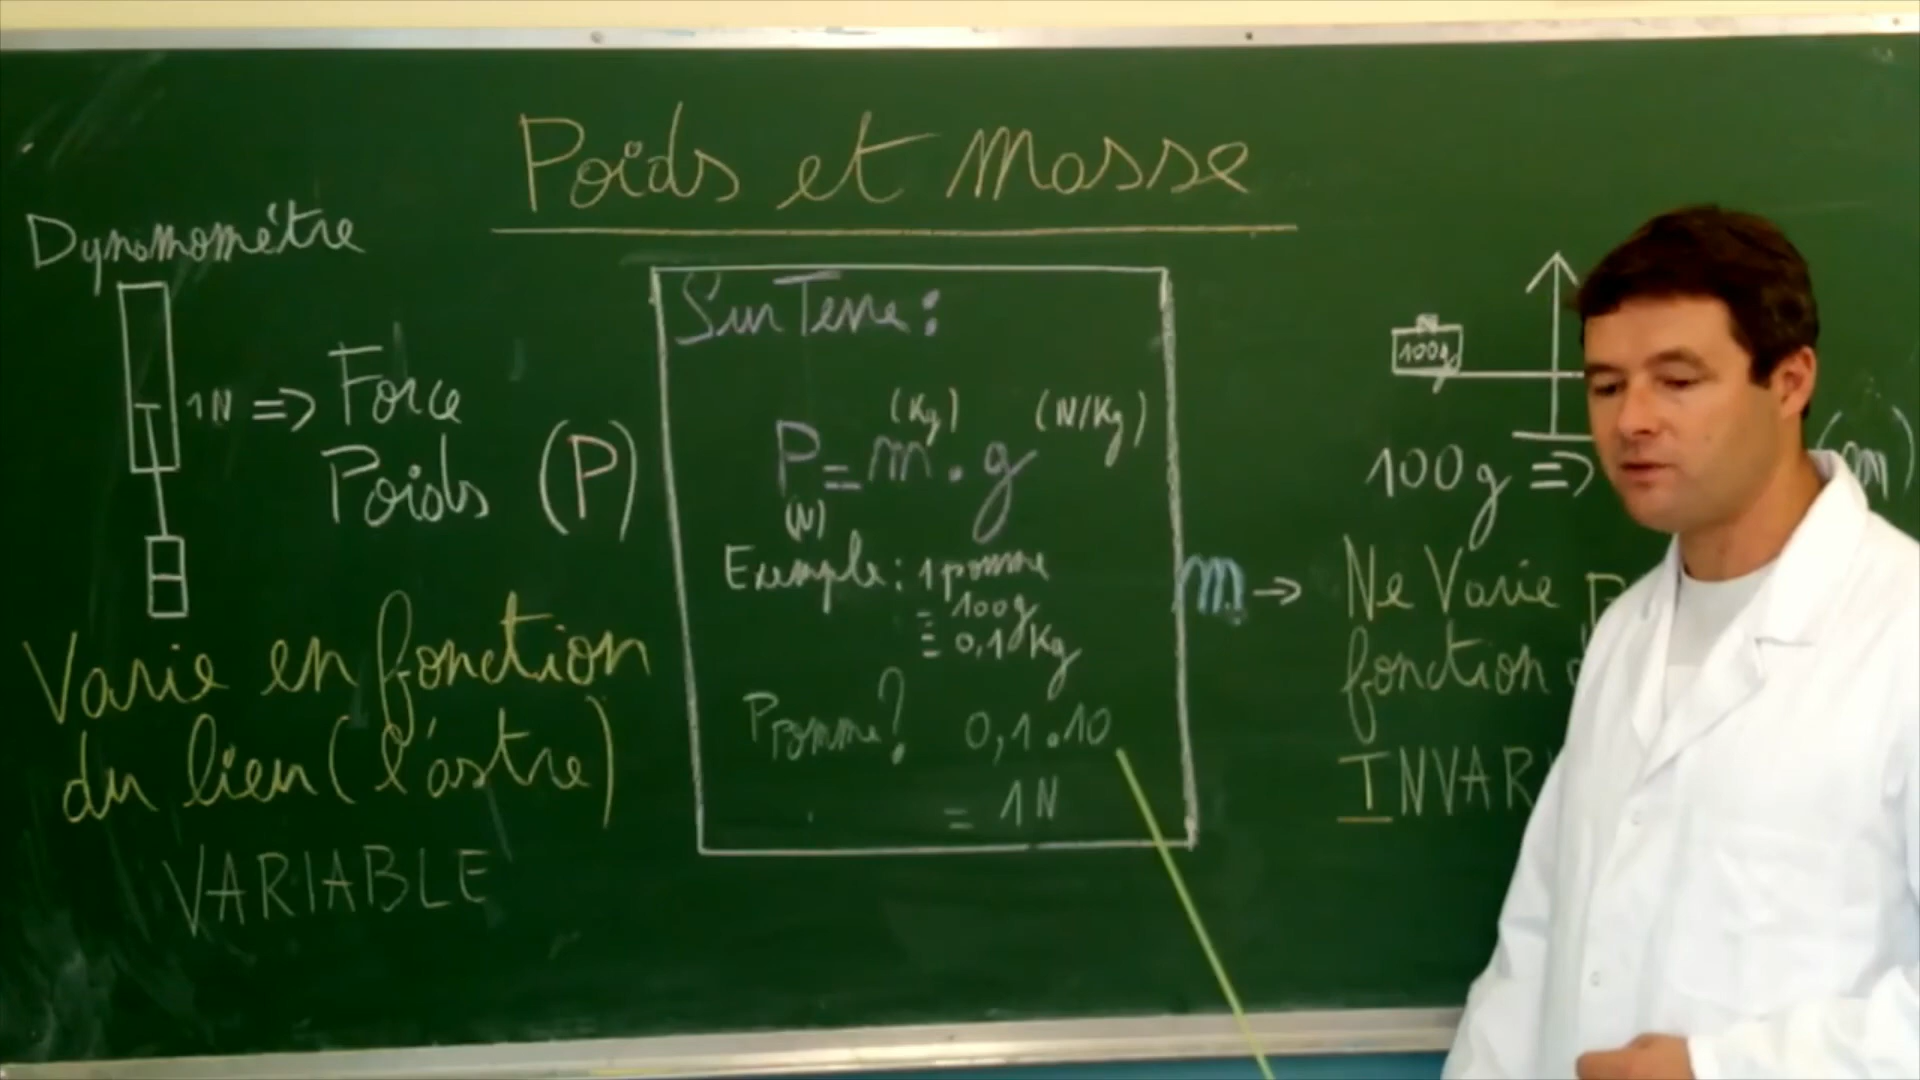 Poids et Masse
Dynamomètre
1N => Force
Poids (P)
Varie en fonction
du lieu (l'astre)
VARIABLE
Sur Terre :
(Kg) (N/Kg)
P = m . g
(N)
Exemple : 1 pomme
= 100g
= 0,1 Kg
P pomme ? 0,1 . 10
= 1N
100g
100g => (m)
m → Ne Varie
fonction
INVAR